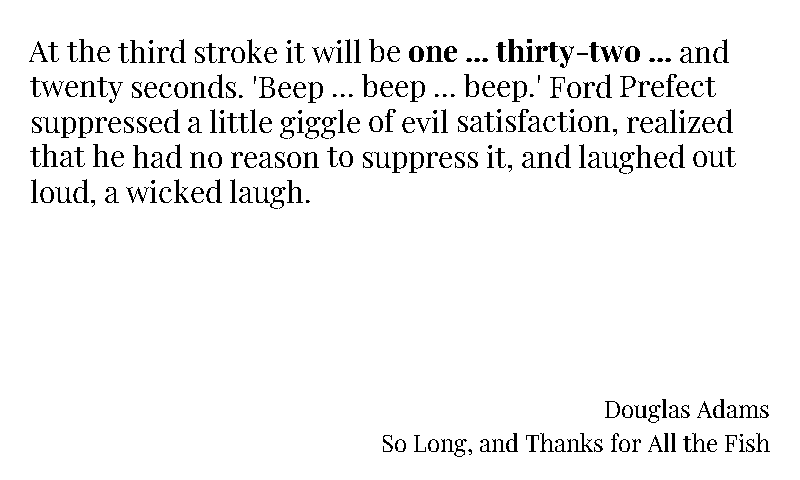 At the third stroke it will be one ... thirty-two ... and
twenty seconds. 'Beep ... beep ... beep.' Ford Prefect
suppressed a little giggle of evil satisfaction, realized
that he had no reason to suppress it, and laughed out
loud, a wicked laugh.
Douglas Adams
So Long, and Thanks for All the Fish